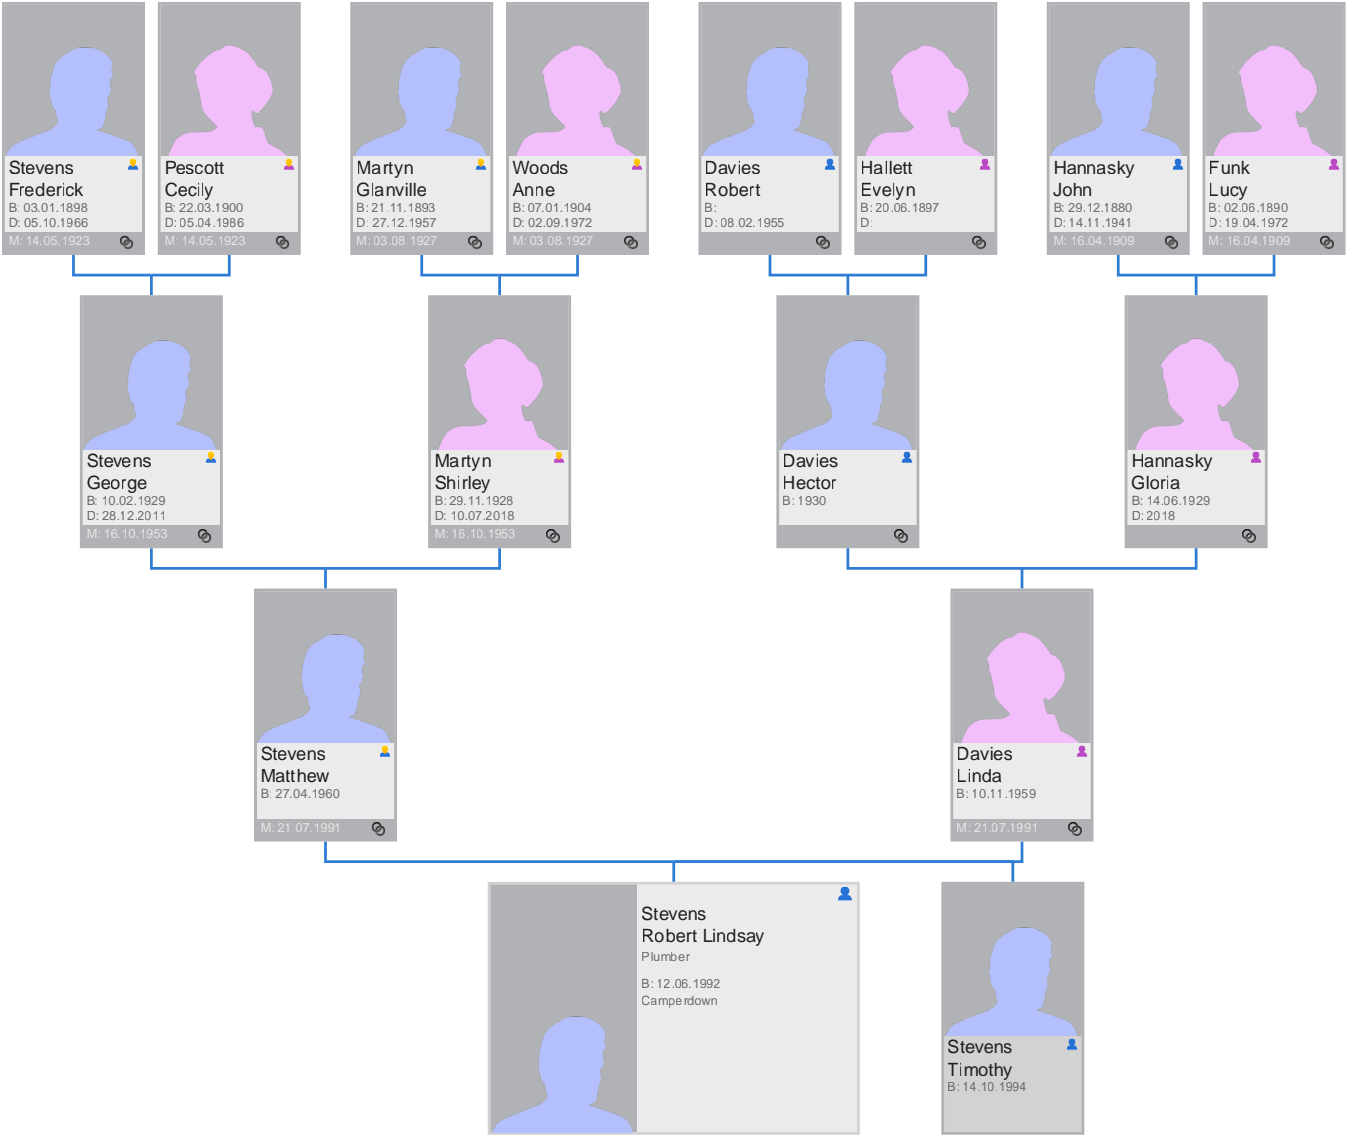 Stevens
Frederick
B: 03.01.1898
D: 05.10.1966
M: 14.05.1923
Pescott
Cecily
B: 22.03.1900
D: 05.04.1986
M: 14.05.1923
Martyn
Glanville
B: 21.11.1893
D: 27.12.1957
M: 03.08.1927
Woods
Anne
B: 07.01.1904
D: 02.09.1972
M: 03.08.1927
Davies
Robert
B:
D: 08.02.1955
Hallett
Evelyn
B: 20.06.1897
D:
Hannasky
John
B: 29.12.1880
D: 14.11.1941
M: 16.04.1909
Funk
Lucy
B: 02.06.1890
D: 19.04.1972
M: 16.04.1909
Stevens
George
B: 10.02.1929
D: 28.12.2011
M: 16.10.1953
Martyn
Shirley
B: 29.11.1928
D: 10.07.2018
M: 16.10.1953
Davies
Hector
B: 1930
Hannasky
Gloria
B: 14.06.1929
D: 2018
Stevens
Matthew
B: 27.04.1960
M: 21.07.1991
Davies
Linda
B: 10.11.1959
M: 21.07.1991
Stevens
Robert Lindsay
Plumber
B: 12.06.1992
Camperdown
Stevens
Timothy
B: 14.10.1994